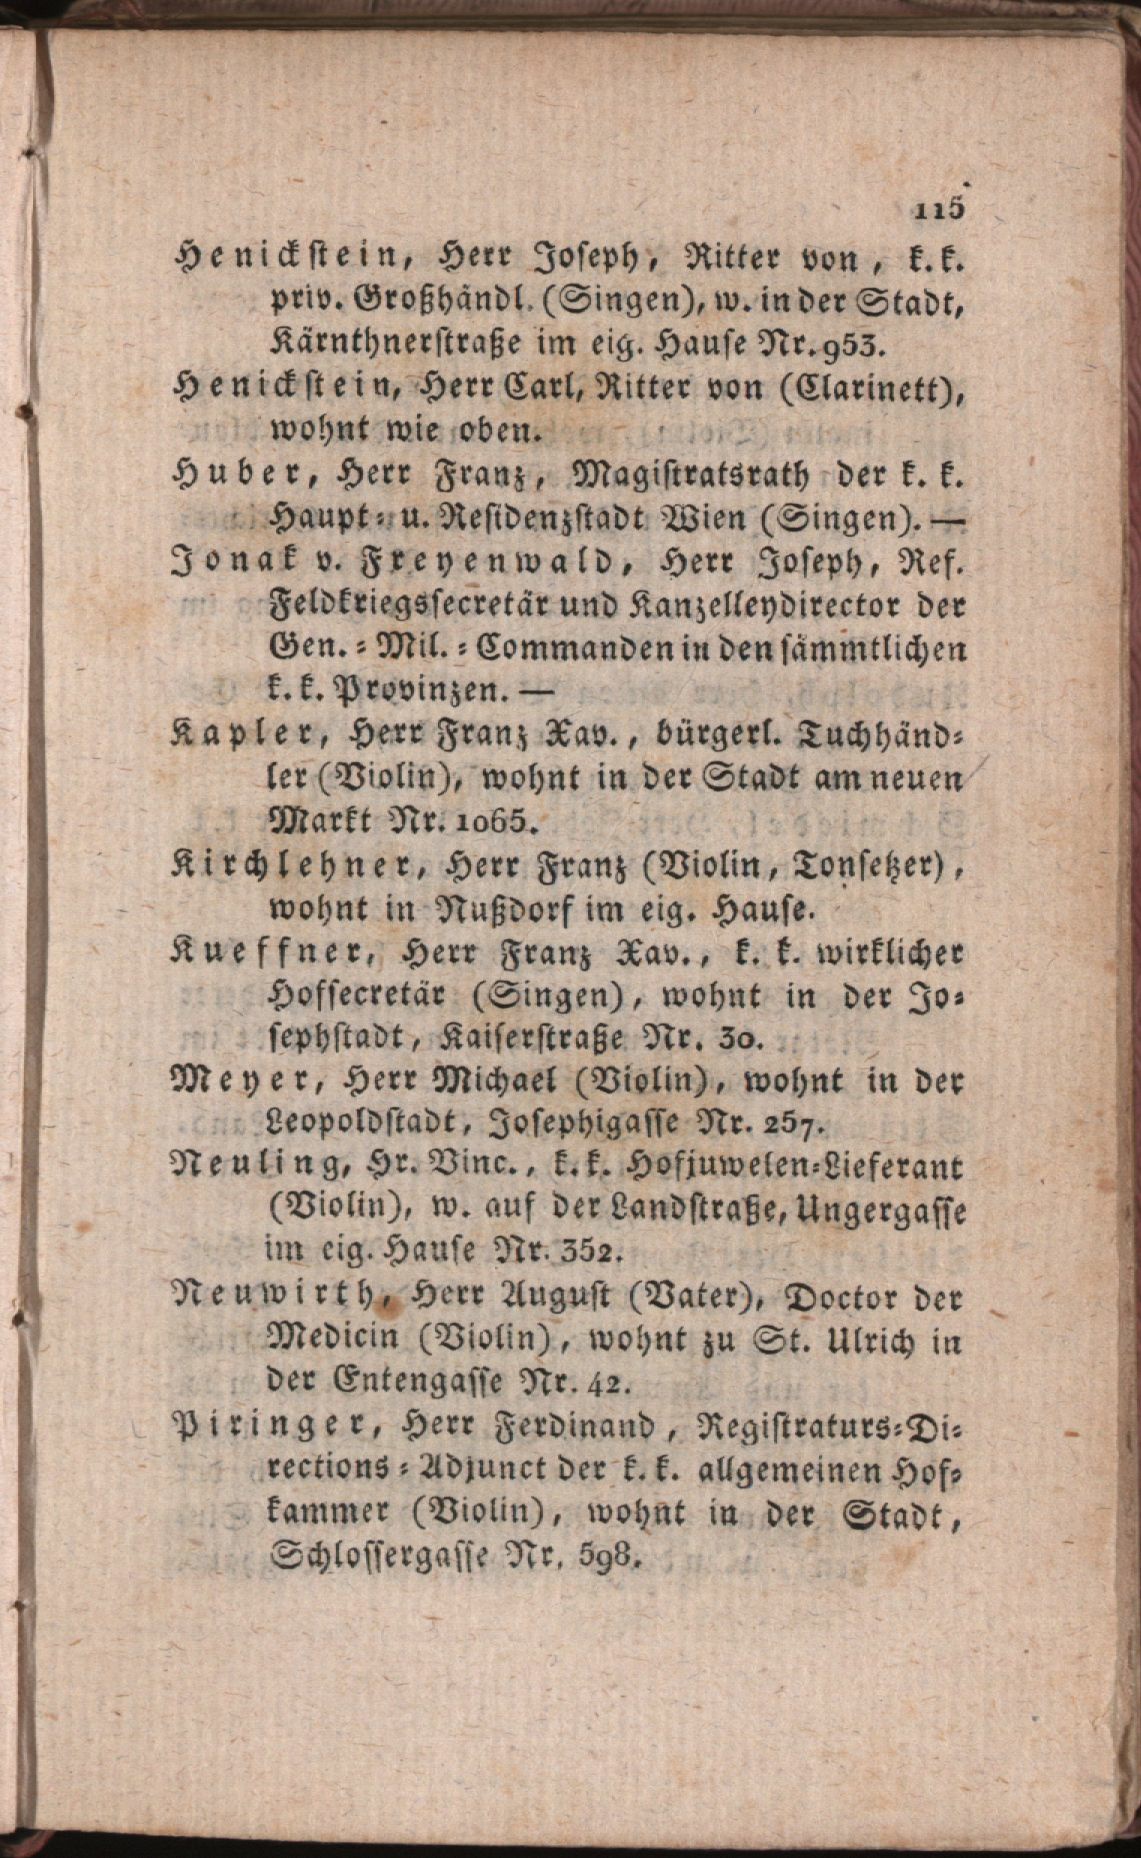 115
Henickstein, Herr Joseph, Ritter von, k. k.
priv. Großhändl. (Singen), w. in der Stadt,
Kärnthnerstraße im eig. Hause Nr. 953.
Henickstein, Herr Carl, Ritter von (Clarinett),
wohnt wie oben.
Huber, Herr Franz, Magistratsrath der k. k.
Haupt- u. Residenzstadt Wien (Singen). —
Jonak v. Freyenwald, Herr Joseph, Ref.
Feldkriegssecretär und Kanzelleydirector der
Gen.-Mil.-Commanden in den sämmtlichen
k. k. Provinzen. —
Kapler, Herr Franz Xav., bürgerl. Tuchhänd-
ler (Violin), wohnt in der Stadt am neuen
Markt Nr. 1065.
Kirchlehner, Herr Franz (Violin, Tonsetzer),
wohnt in Nußdorf im eig. Hause.
Kueffner, Herr Franz Xav., k. k. wirklicher
Hofsecretär (Singen), wohnt in der Jo-
sephstadt, Kaiserstraße Nr. 30.
Meyer, Herr Michael (Violin), wohnt in der
Leopoldstadt, Josephigasse Nr. 257.
Neuling, Hr. Vinc., k. k. Hofjuwelen-Lieferant
(Violin), w. auf der Landstraße, Ungergasse
im eig. Hause Nr. 352.
Neuwirth, Herr August (Vater), Doctor der
Medicin (Violin), wohnt zu St. Ulrich in
der Entengasse Nr. 42.
Piringer, Herr Ferdinand, Registraturs-Di-
rections-Adjunct der k. k. allgemeinen Hof-
kammer (Violin), wohnt in der Stadt,
Schlossergasse Nr. 598.